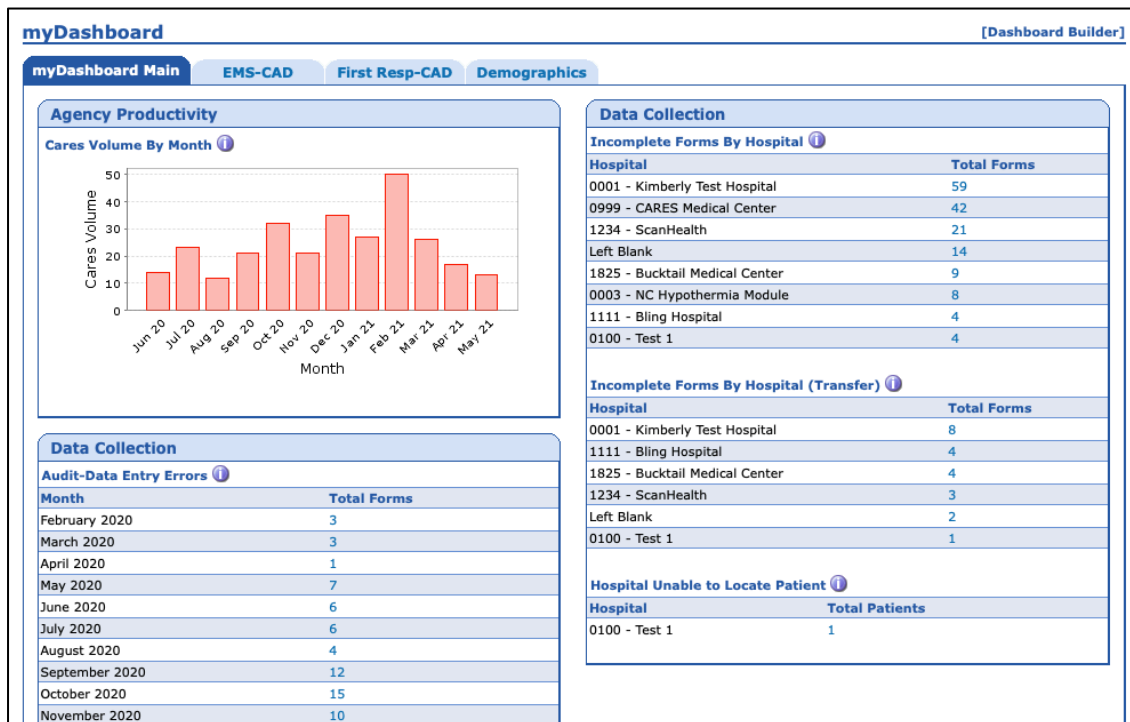 myDashboard
[Dashboard Builder]
myDashboard Main EMS-CAD First Resp-CAD Demographics
Agency Productivity
Cares Volume By Month
50
40
30
20
10
0
Cares Volume
Jun 20 Jul 20 Aug 20 Sep 20 Oct 20 Nov 20 Dec 20 Jan 21 Feb 21 Mar 21 Apr 21 May 21
Month
Data Collection
Audit-Data Entry Errors
Month Total Forms
February 2020 3
March 2020 3
April 2020 1
May 2020 7
June 2020 6
July 2020 6
August 2020 4
September 2020 12
October 2020 15
November 2020 10
Data Collection
Incomplete Forms By Hospital
Hospital Total Forms
0001 - Kimberly Test Hospital 59
0999 - CARES Medical Center 42
1234 - ScanHealth 21
Left Blank 14
1825 - Bucktail Medical Center 9
0003 - NC Hypothermia Module 8
1111 - Bling Hospital 4
0100 - Test 1 4
Incomplete Forms By Hospital (Transfer)
Hospital Total Forms
0001 - Kimberly Test Hospital 8
1111 - Bling Hospital 4
1825 - Bucktail Medical Center 4
1234 - ScanHealth 3
Left Blank 2
0100 - Test 1 1
Hospital Unable to Locate Patient
Hospital Total Patients
0100 - Test 1 1